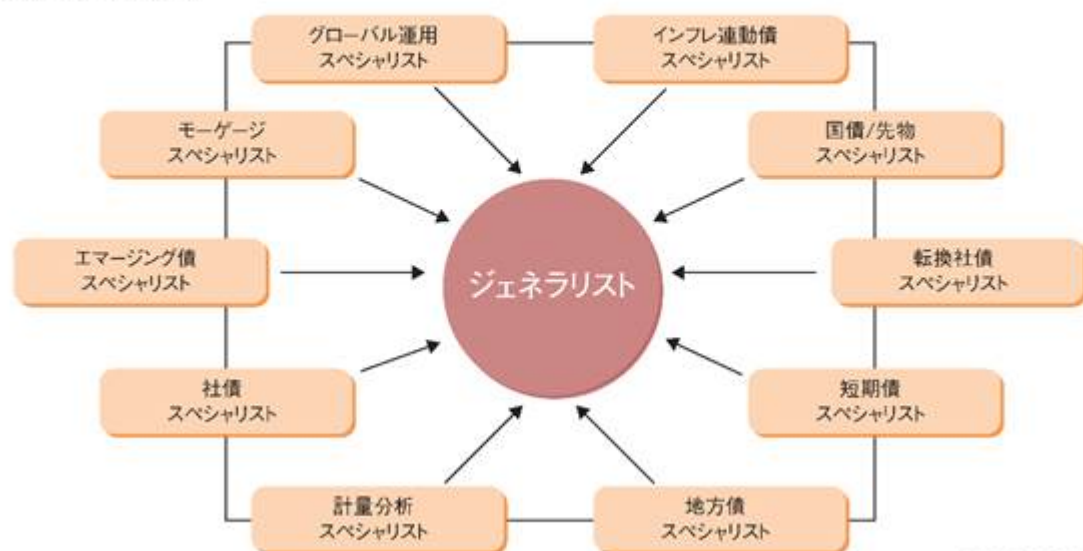 グローバル運用
スペシャリスト
インフレ連動債
スペシャリスト
モーゲージ
スペシャリスト
国債/先物
スペシャリスト
エマージング債
スペシャリスト
ジェネラリスト
転換社債
スペシャリスト
社債
スペシャリスト
短期債
スペシャリスト
計量分析
スペシャリスト
地方債
スペシャリスト